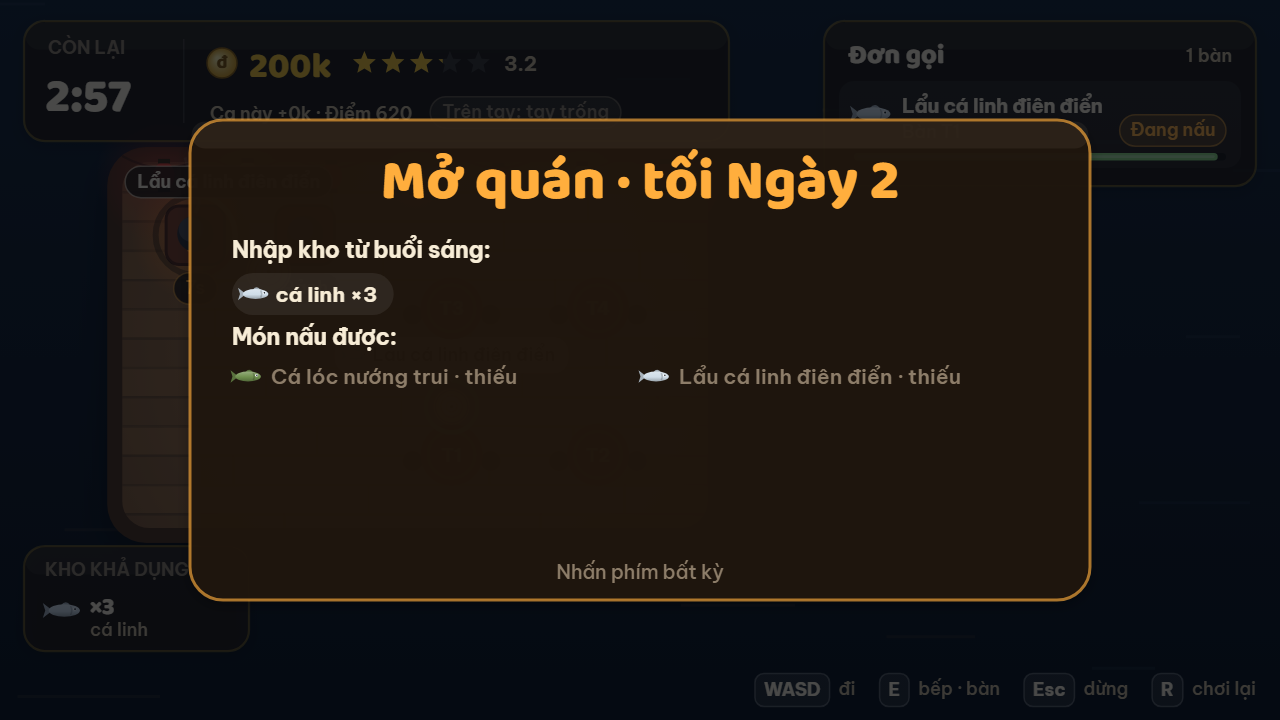 CÒN LẠI
2:57
đ 200k 3.2
Ca này +0k · Điểm 620
Trên tay: tay trống
Đơn gọi
1 bàn
Lẩu cá linh điên điển
Đang nấu
Lẩu cá
Mở quán · tối Ngày 2
Nhập kho từ buổi sáng:
cá linh ×3
Món nấu được:
Cá lóc nướng trui · thiếu
Lẩu cá linh điên điển · thiếu
Nhấn phím bất kỳ
KHO KHẢ DỤNG
×3
cá linh
WASD đi E bếp · bàn Esc dừng R chơi lại